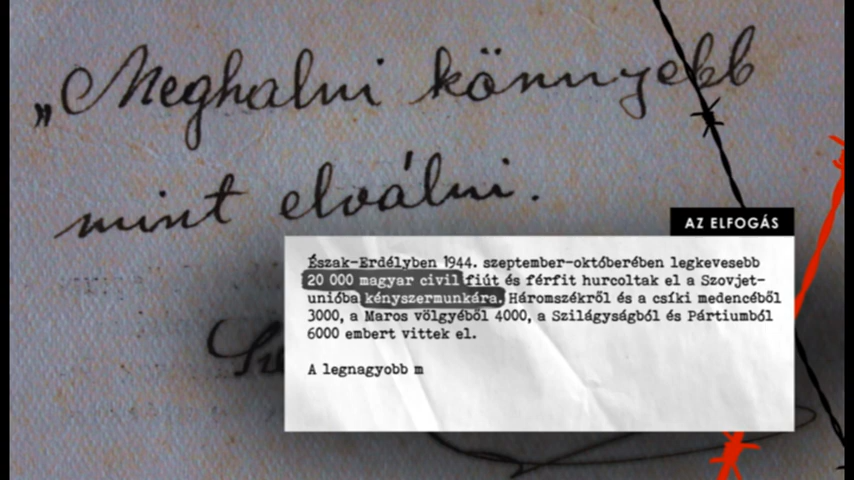 „Meghalni könnyebb
mint elválni.
AZ ELFOGÁS
Észak-Erdélyben 1944. szeptember-októberében legkevesebb
20 000 magyar civil fiút és férfit hurcoltak el a Szovjet-
unióba kényszermunkára. Háromszékről és a csíki medencéből
3000, a Maros völgyéből 4000, a Szilágyságból és Pártiumból
6000 embert vittek el.
A legnagyobb m